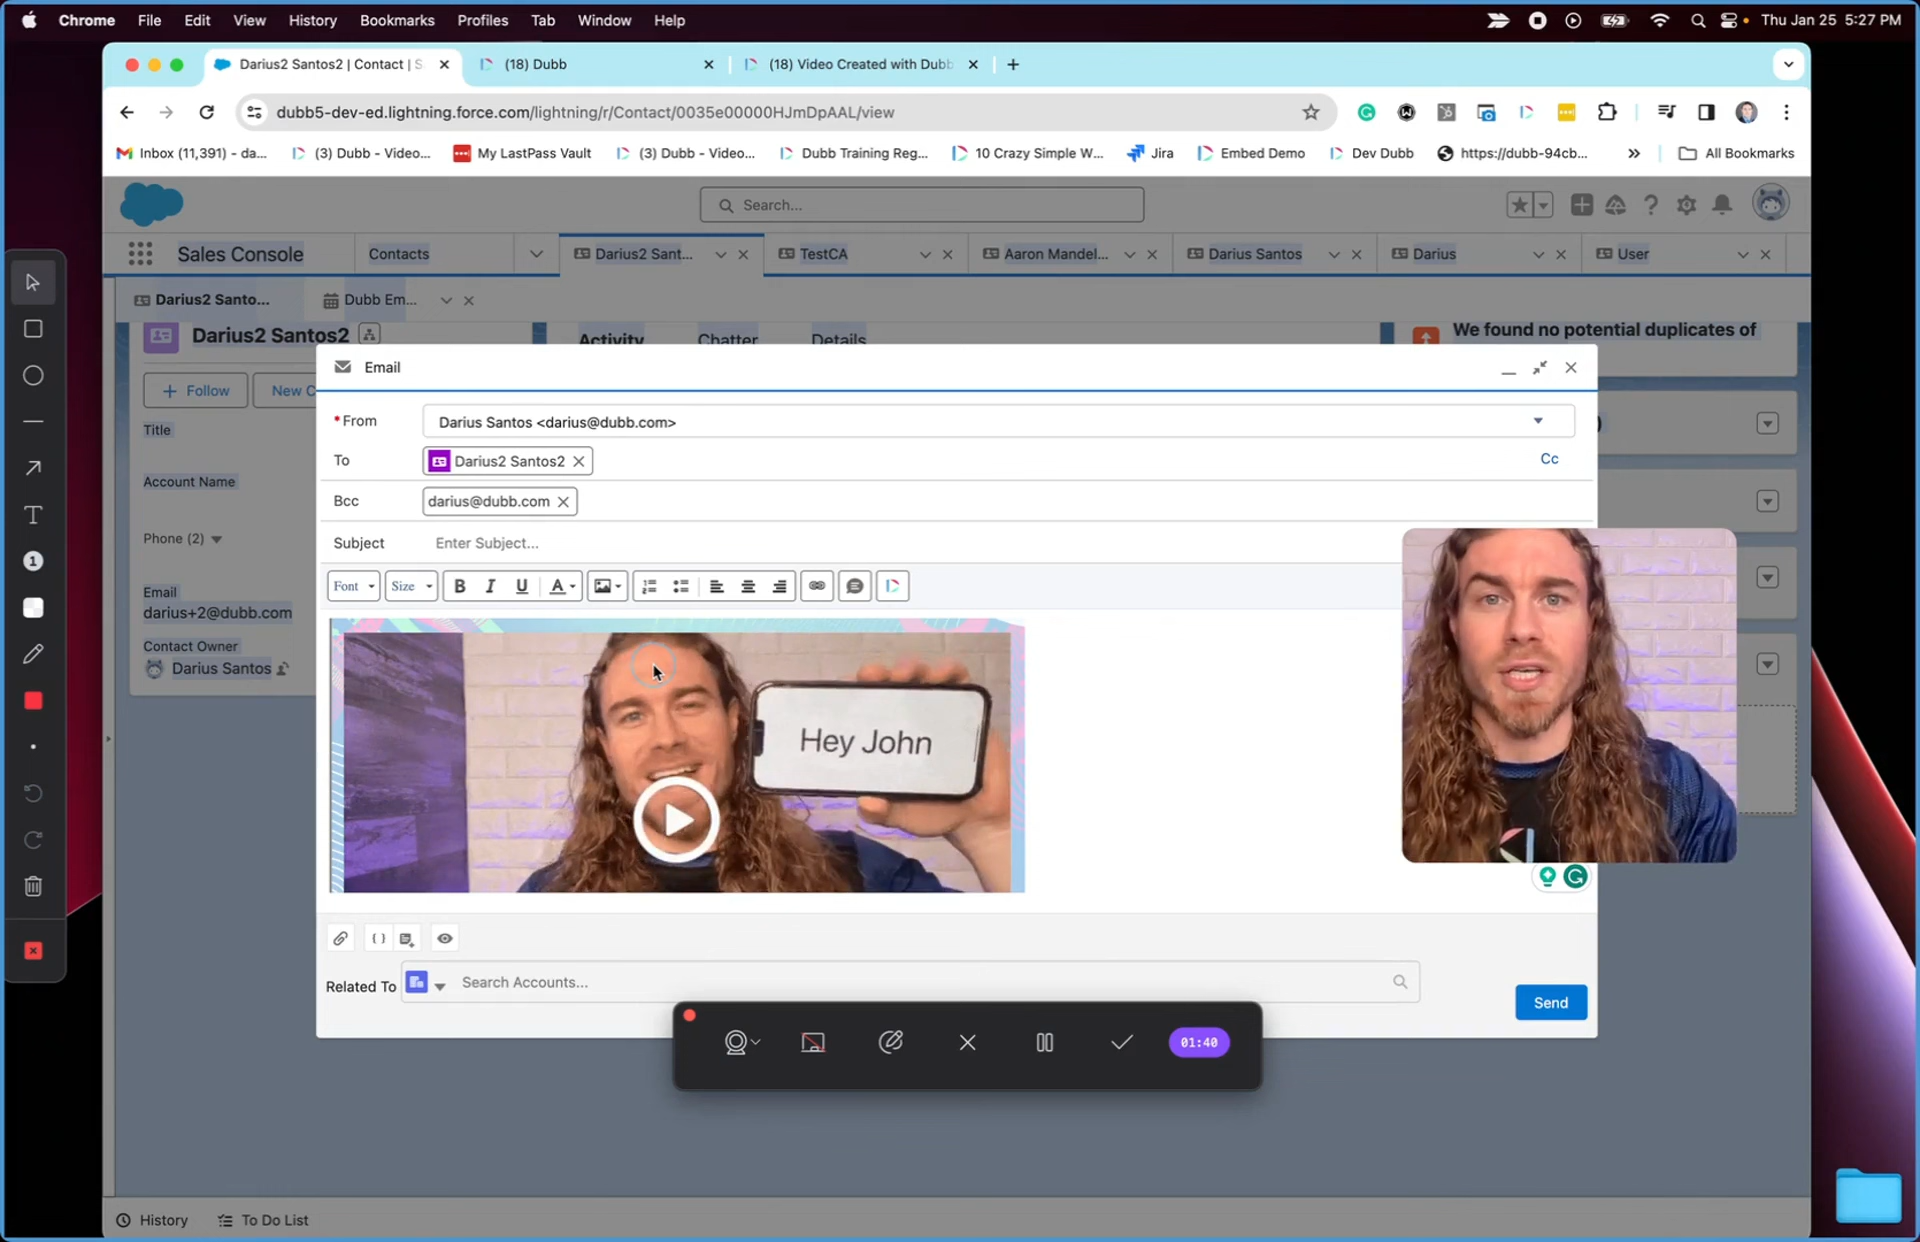 Chrome File Edit View History Bookmarks Profiles Tab Window Help Thu Jan 25 5:27 PM
Darius2 Santos2 | Contact | S (18) Dubb (18) Video Created with Dubb
dubb5-dev-ed.lightning.force.com/lightning/r/Contact/0035e00000HJmDpAAL/view
Inbox (11,391) - da... (3) Dubb - Video... My LastPass Vault (3) Dubb - Video... Dubb Training Reg... 10 Crazy Simple W... Jira Embed Demo Dev Dubb https://dubb-94cb... » All Bookmarks
Search...
Sales Console Contacts Darius2 Sant... TestCA Aaron Mandel... Darius Santos Darius User
Darius2 Santo... Dubb Em...
Darius2 Santos2 Activity Chatter Details We found no potential duplicates of
Email
+ Follow New C
*From Darius Santos <darius@dubb.com>
Title
To Darius2 Santos2 Cc
Account Name
Bcc darius@dubb.com
Phone (2)
Subject Enter Subject...
Font Size B I U A
Email
darius+2@dubb.com
Contact Owner
Darius Santos
Hey John
{ }
Related To Search Accounts...
Send
01:40
History To Do List